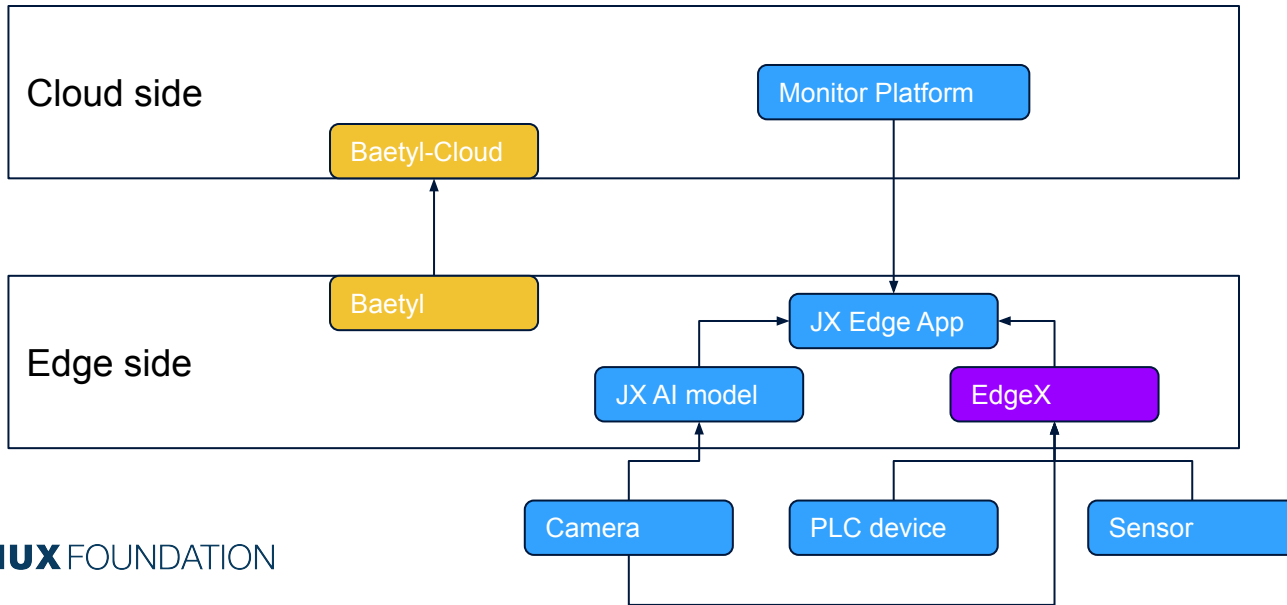 Cloud side
Monitor Platform
Baetyl-Cloud
Baetyl
JX Edge App
Edge side
JX AI model
EdgeX
Camera
PLC device
Sensor
NUX FOUNDATION